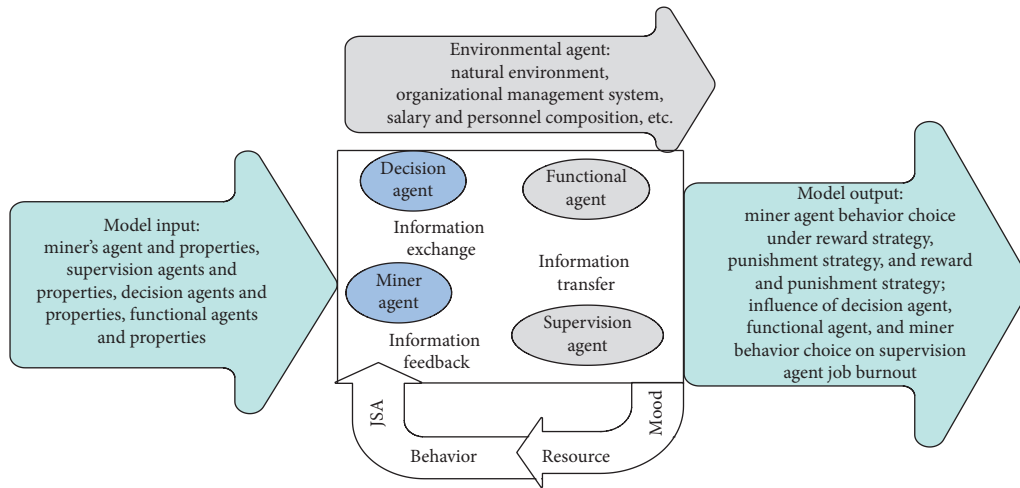 Environmental agent:
natural environment,
organizational management system,
salary and personnel composition, etc.
Model input:
miner's agent and properties,
supervision agents and
properties, decision agents and
properties, functional agents
and properties
Decision
agent
Functional
agent
Information
exchange
Miner
agent
Information
transfer
Information
feedback
Supervision
agent
Model output:
miner agent behavior choice
under reward strategy,
punishment strategy, and reward
and punishment strategy;
influence of decision agent,
functional agent, and miner
behavior choice on supervision
agent job burnout
JSA
Behavior
Resource
Mood